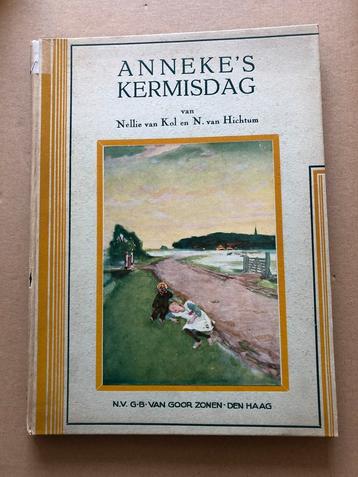 ANNEKE'S
KERMISDAG
van
Nellie van Kol en N. van Hichtum
N.V. G·B·VAN GOOR ZONEN·DEN HAAG